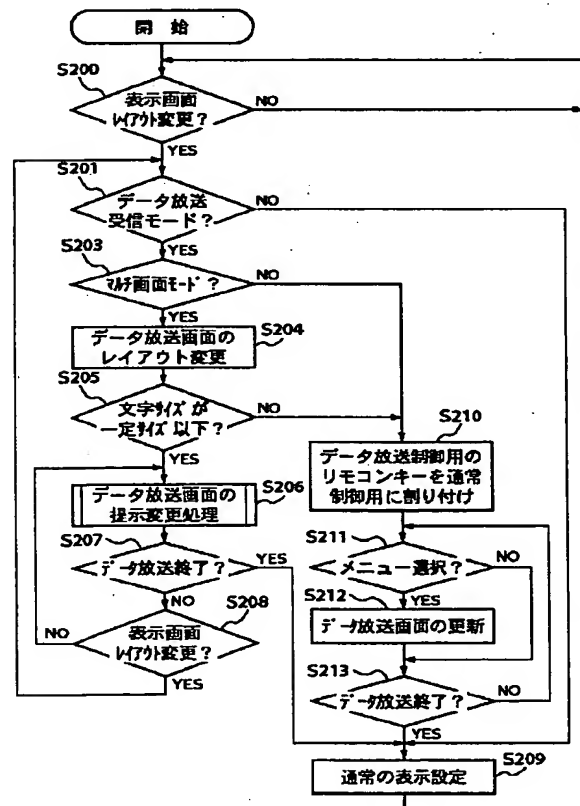 開 始
S200
表示画面
レイアウト変更？
NO
YES
S201
データ放送
受信モード？
NO
YES
S203
マルチ画面モード？
NO
YES
S204
データ放送画面の
レイアウト変更
S205
文字サイズが
一定サイズ以下？
NO
YES
S206
データ放送画面の
提示変更処理
S207
データ放送終了？
YES
NO
S208
表示画面
レイアウト変更？
NO
YES
S210
データ放送制御用の
リモコンキーを通常
制御用に割り付け
S211
メニュー選択？
NO
YES
S212
データ放送画面の更新
S213
データ放送終了？
NO
YES
S209
通常の表示設定